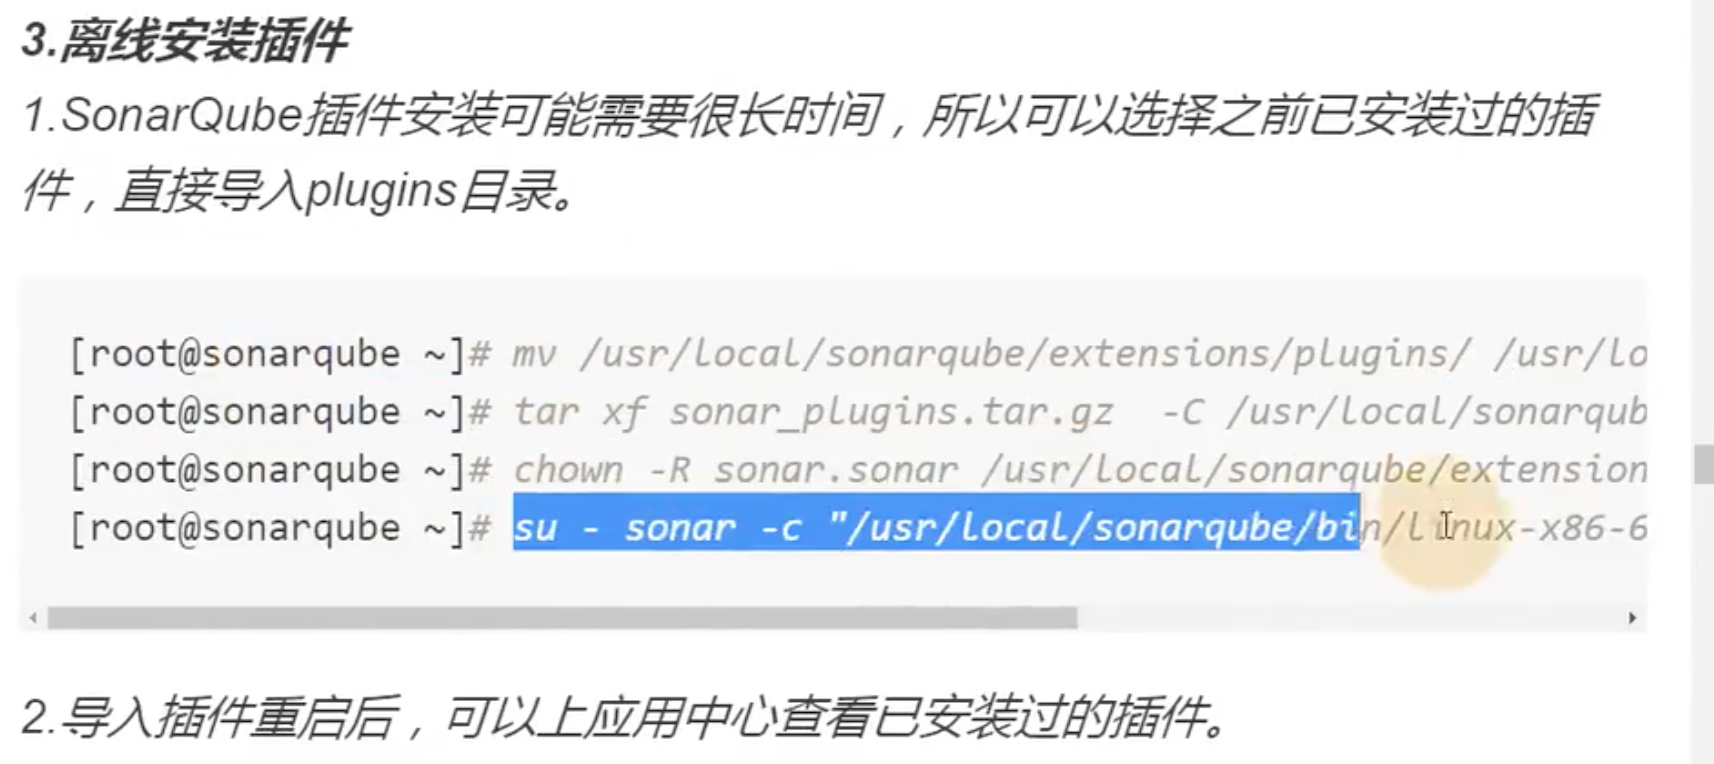 3.离线安装插件
1.SonarQube插件安装可能需要很长时间，所以可以选择之前已安装过的插
件，直接导入plugins目录。
[root@sonarqube ~]# mv /usr/local/sonarqube/extensions/plugins/ /usr/lo
[root@sonarqube ~]# tar xf sonar_plugins.tar.gz  -C /usr/local/sonarqub
[root@sonarqube ~]# chown -R sonar.sonar /usr/local/sonarqube/extension
[root@sonarqube ~]# su - sonar -c "/usr/local/sonarqube/bin/linux-x86-6
2.导入插件重启后，可以上应用中心查看已安装过的插件。